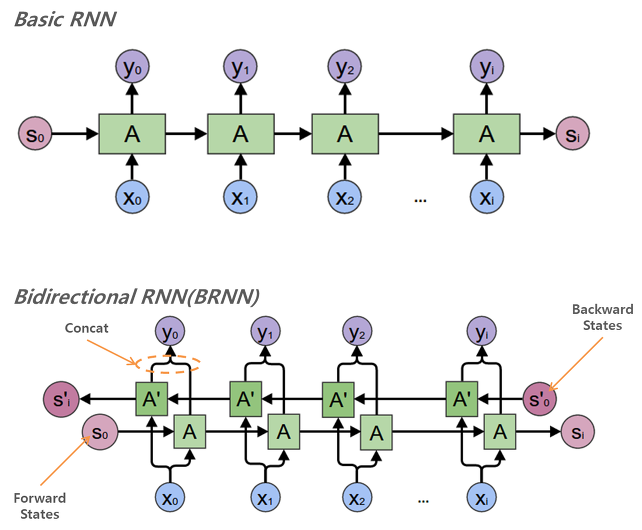 Basic RNN
y0 y1 y2 yi
s0 A A A A si
x0 x1 x2 ... xi
Bidirectional RNN(BRNN)
Backward
States
Concat
y0 y1 y2 yi
s'i A' A' A' A' s'0
s0 A A A A si
Forward
States
x0 x1 x2 ... xi